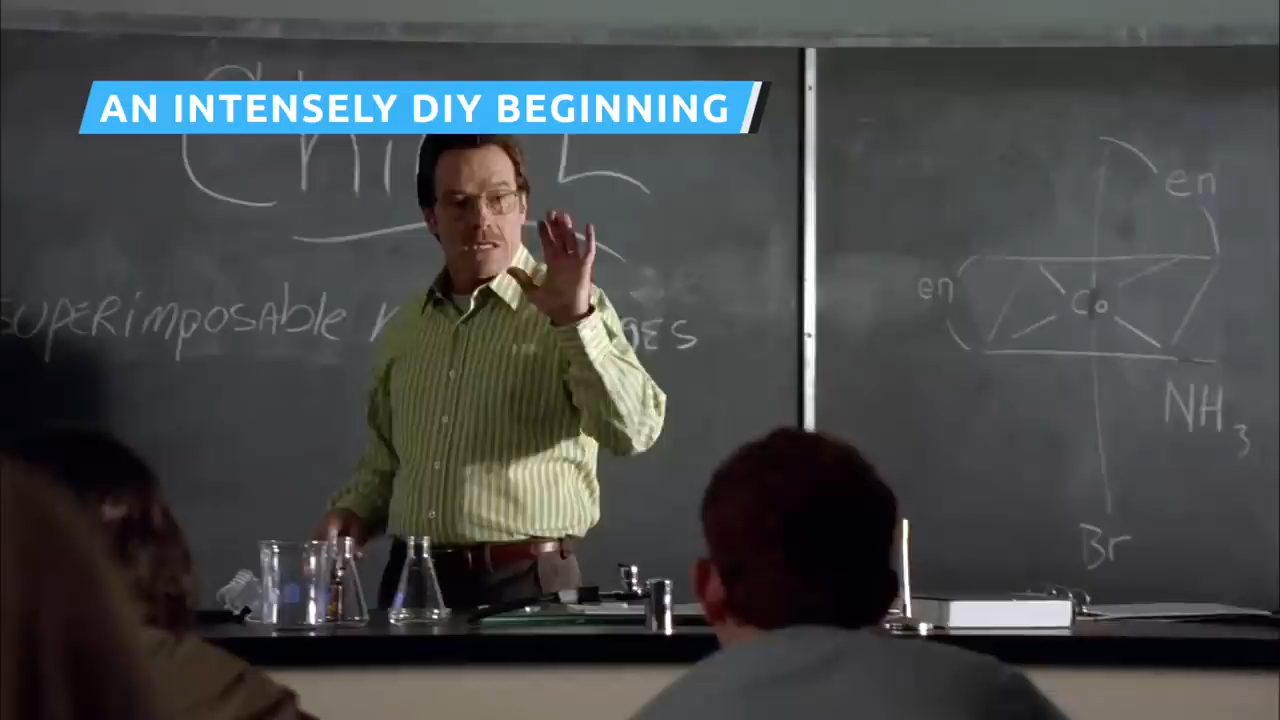 AN INTENSELY DIY BEGINNING
SUPERimposAble
en
en
Co
NH3
Br